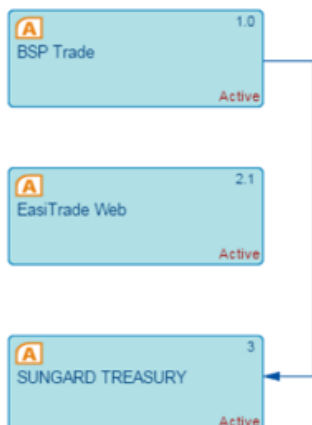 A
1.0
BSP Trade
Active
A
2.1
EasiTrade Web
Active
A
3
SUNGARD TREASURY
Active